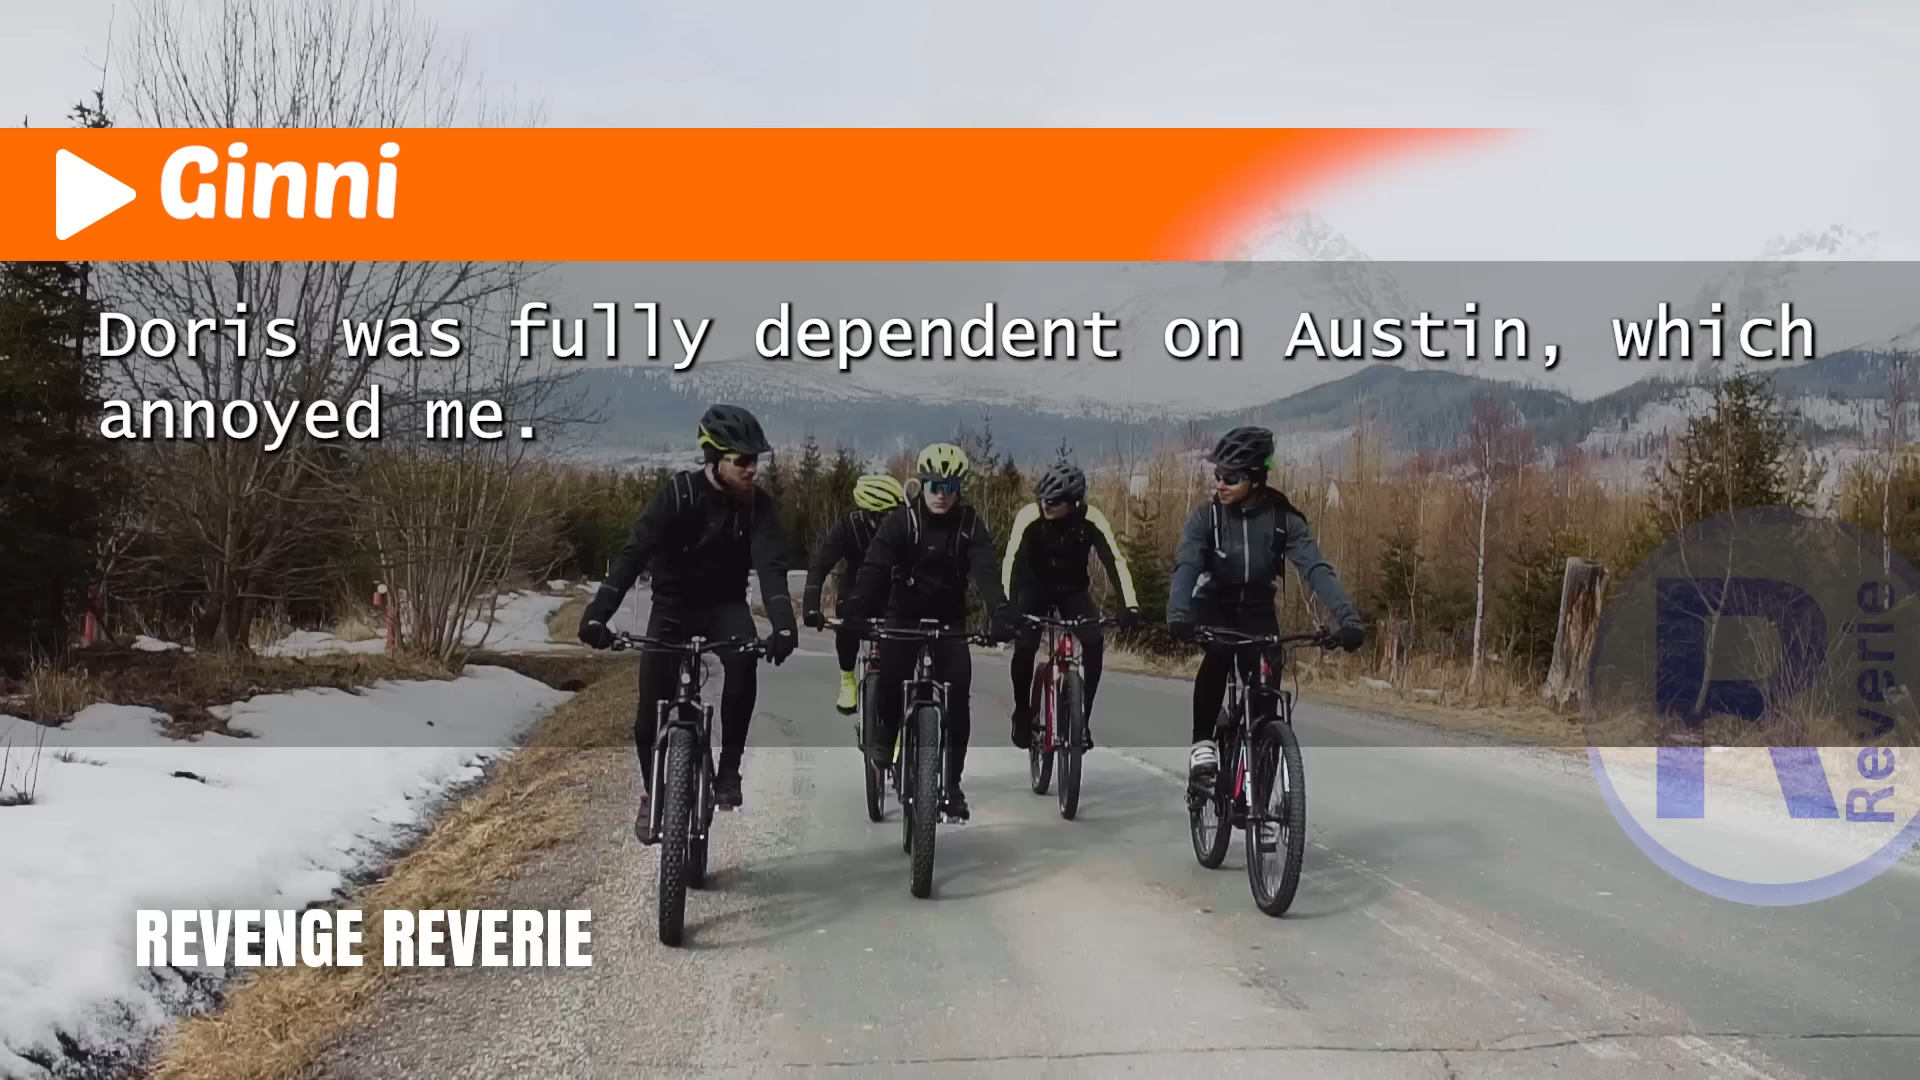 Ginni
Doris was fully dependent on Austin, which
annoyed me.
R
Reverie
REVENGE REVERIE